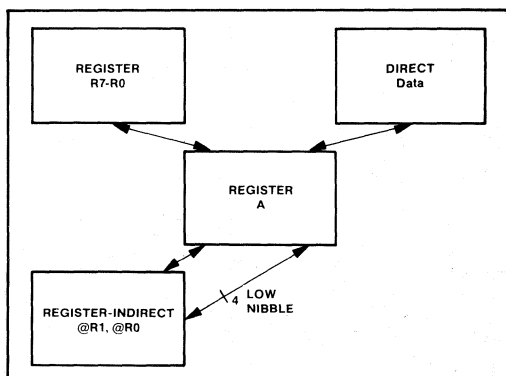 REGISTER
R7-R0
DIRECT
Data
REGISTER
A
REGISTER-INDIRECT
@R1, @R0
4 LOW
NIBBLE